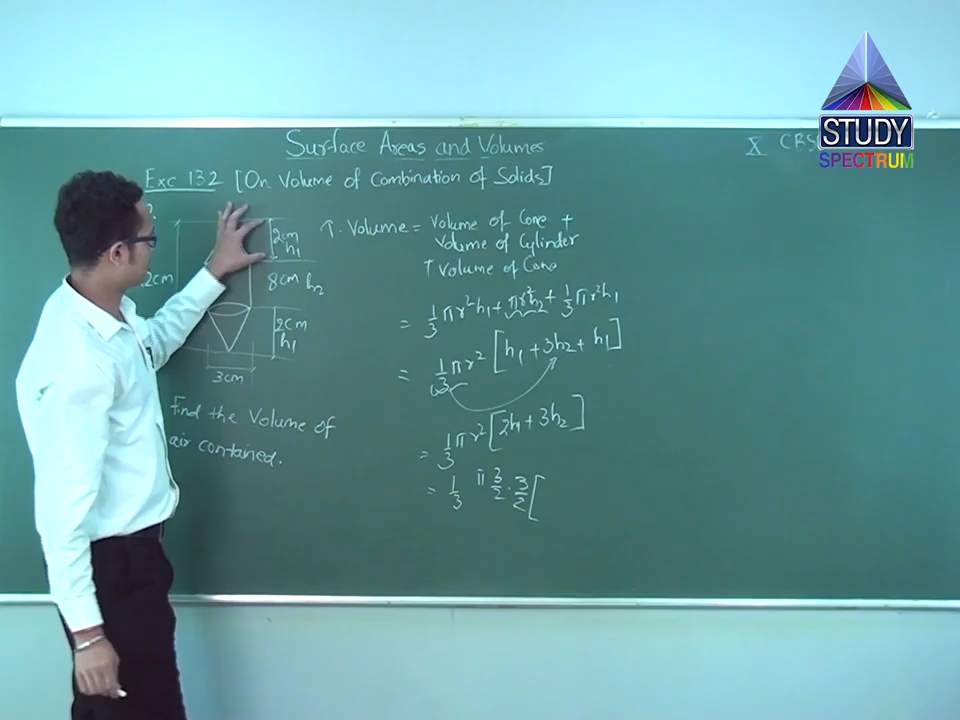 STUDY
SPECTRUM
Surface Areas and Volumes
X CBS
Exc 13.2 [On Volume of Combination of Solids]
2.
2cm
h₁
.2cm
8cm h₂
2cm
h₁
3cm
Find the Volume of
air contained.
T. Volume = Volume of Cone +
Volume of Cylinder
+ Volume of Cone
= 1/3 πr²h₁ + πr²h₂ + 1/3 πr²h₁
= 1/3 πr² [h₁ + 3h₂ + h₁]
= 1/3 πr² [2h₁ + 3h₂]
= 1/3 π 3/2 . 3/2 [